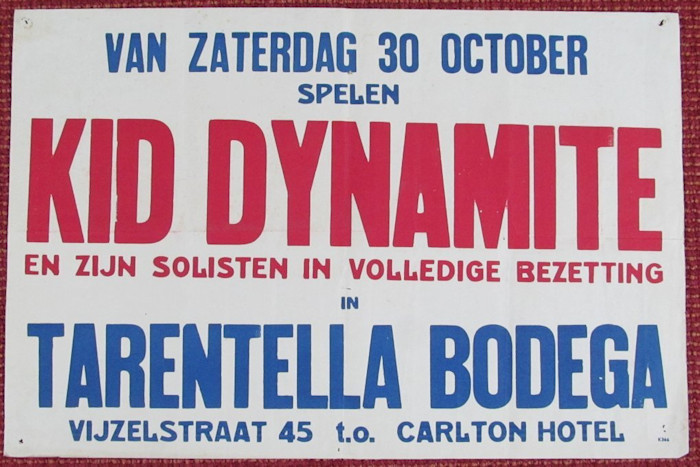 VAN ZATERDAG 30 OCTOBER
SPELEN
KID DYNAMITE
EN ZIJN SOLISTEN IN VOLLEDIGE BEZETTING
IN
TARENTELLA BODEGA
VIJZELSTRAAT 45 t.o. CARLTON HOTEL